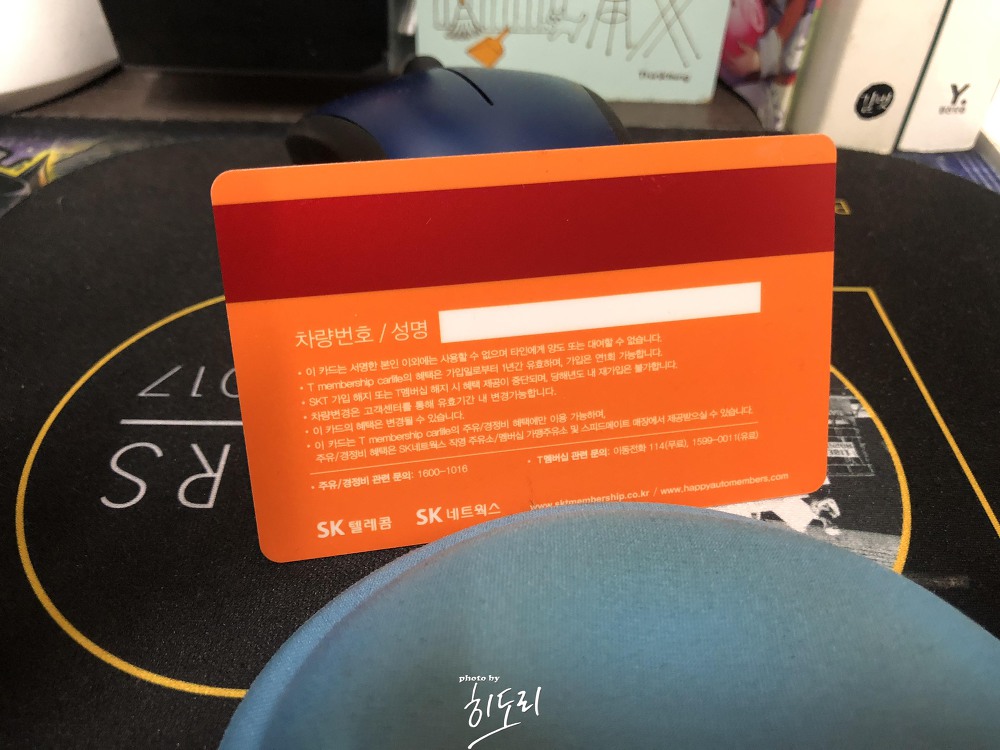 차량번호 / 성명
• 이 카드는 서명한 본인 이외에는 사용할 수 없으며 타인에게 양도 또는 대여할 수 없습니다.
• T membership carlife의 혜택은 가입일로부터 1년간 유효하며, 가입은 연1회 가능합니다.
• SKT 가입 해지 또는 T멤버십 해지 시 혜택 제공이 중단되며, 당해년도 내 재가입은 불가합니다.
• 차량변경은 고객센터를 통해 유효기간 내 변경가능합니다.
• 이 카드의 혜택은 변경될 수 있습니다.
• 이 카드는 T membership carlife의 주유/경정비 혜택에만 이용 가능하며,
주유/경정비 혜택은 SK네트웍스 직영 주유소/멤버십 가맹주유소 및 스피드메이트 매장에서 제공받으실 수 있습니다.
• 주유/경정비 관련 문의: 1600-1016
• T멤버십 관련 문의: 이동전화 114(무료), 1599-0011(유료)
SK 텔레콤 SK 네트웍스
www.sktmembership.co.kr / www.happyautomembers.com
017
RS
Y.
photo by
히도리